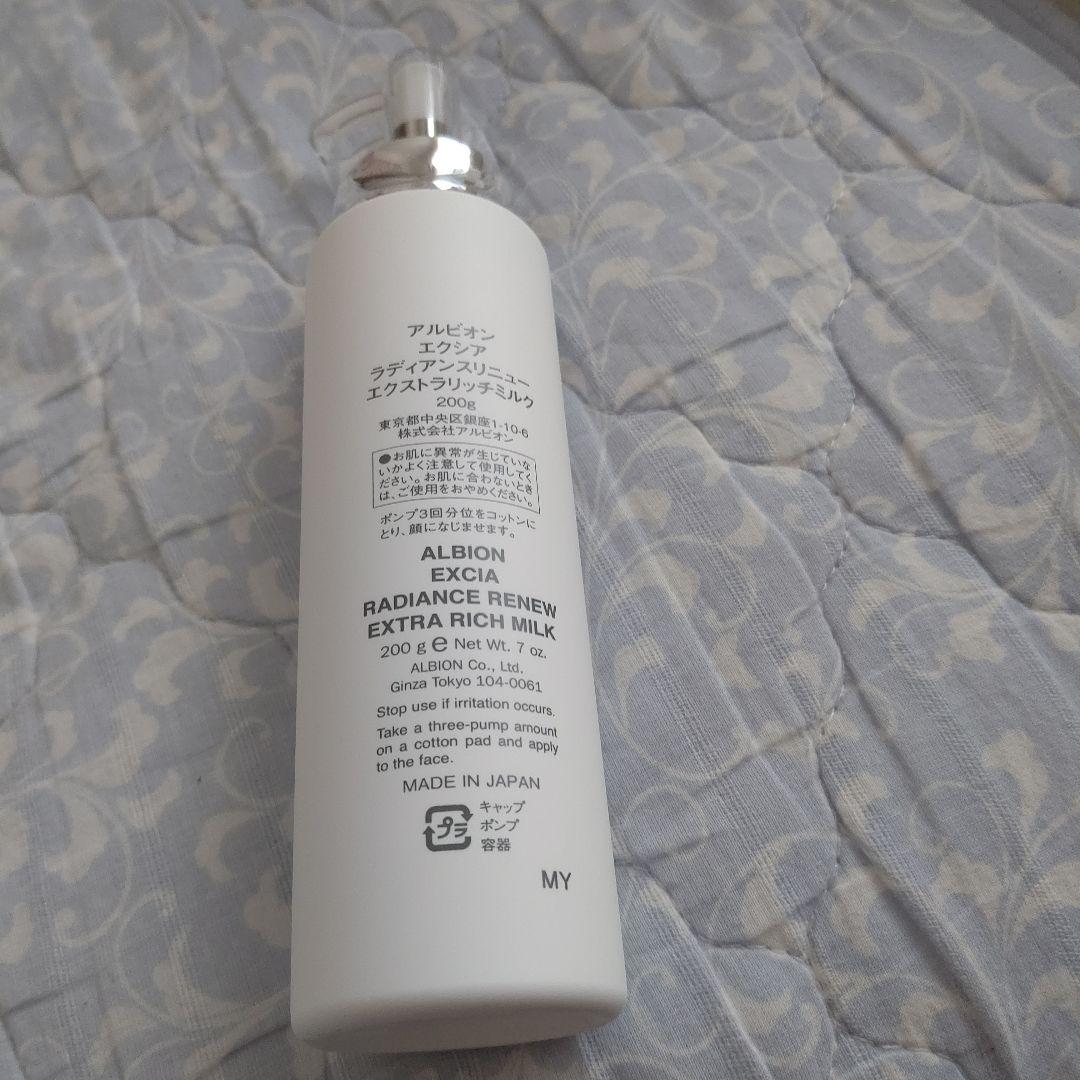 アルビオン
エクシア
ラディアンスリニュー
エクストラリッチミルク
200g
東京都中央区銀座1-10-6
株式会社アルビオン
●お肌に異常が生じていな
いかよく注意して使用してく
ださい。お肌に合わないとき
は、ご使用をおやめください。
ポンプ3回分位をコットンに
とり、顔になじませます。
ALBION
EXCIA
RADIANCE RENEW
EXTRA RICH MILK
200 g ℮ Net Wt. 7 oz.
ALBION Co., Ltd.
Ginza Tokyo 104-0061
Stop use if irritation occurs.
Take a three-pump amount
on a cotton pad and apply
to the face.
MADE IN JAPAN
プラ
キャップ
ポンプ
容器
MY